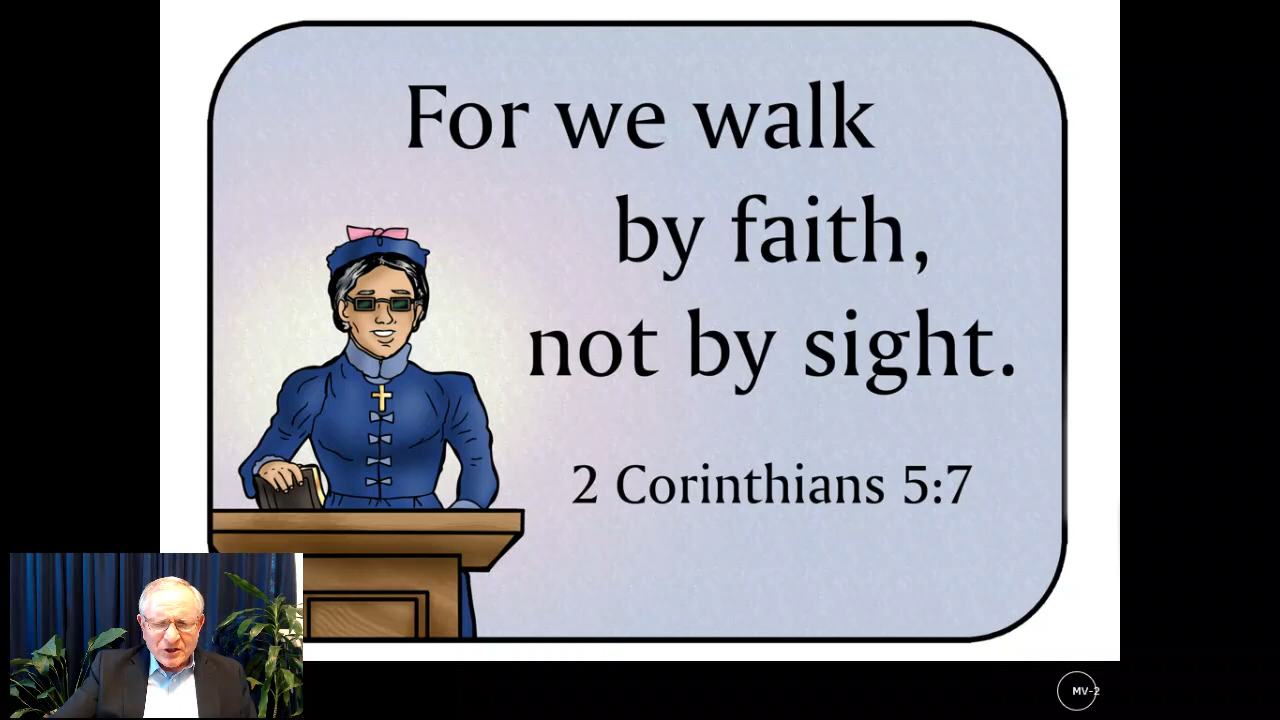 For we walk
by faith,
not by sight.
2 Corinthians 5:7
MV-2